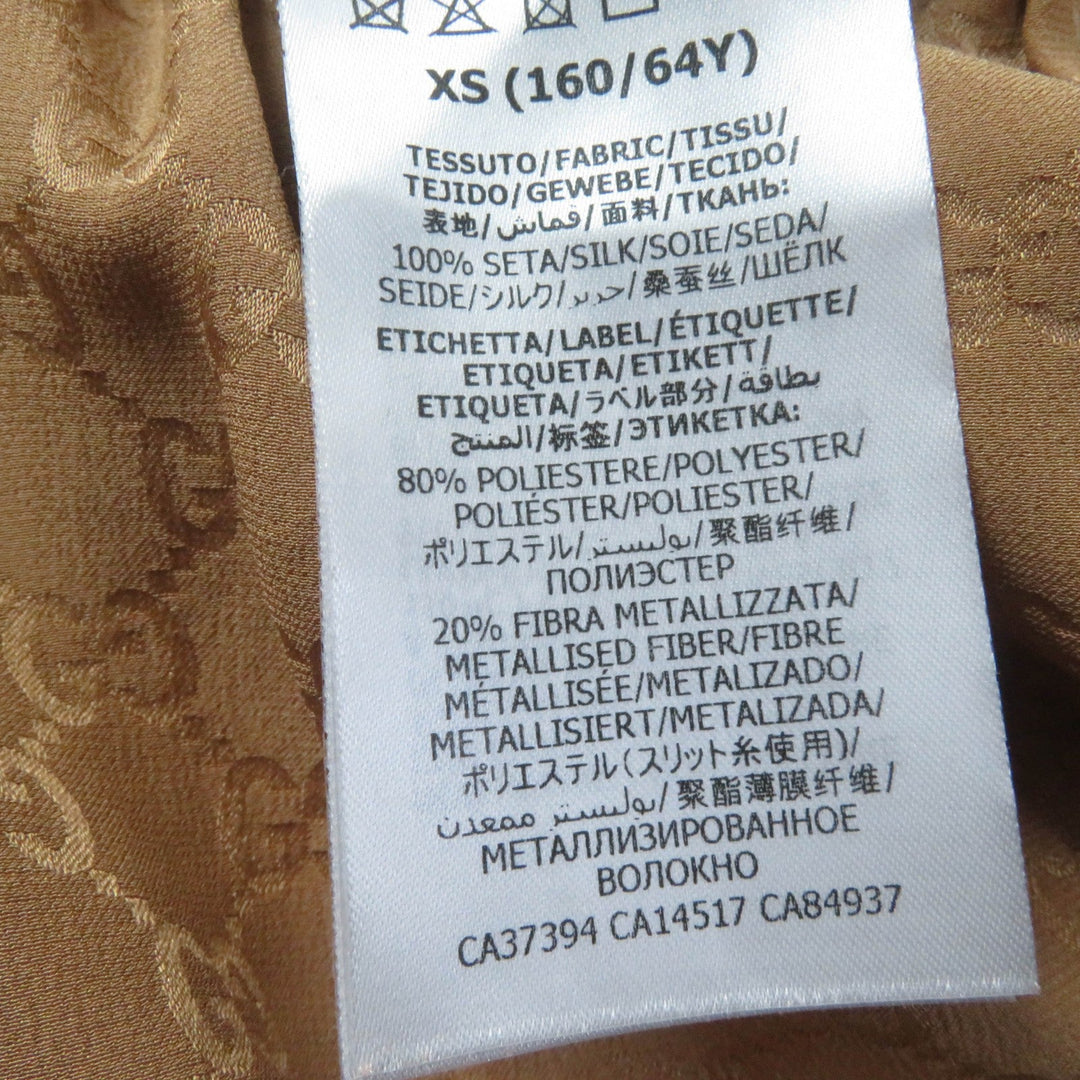 XS (160/64Y)
TESSUTO/FABRIC/TISSU/
TEJIDO/GEWEBE/TECIDO/
表地/قماش/面料/ТКАНЬ:
100% SETA/SILK/SOIE/SEDA/
SEIDE/シルク/حرير/桑蚕丝/ШЁЛК
ETICHETTA/LABEL/ÉTIQUETTE/
ETIQUETA/ETIKETT/
ETIQUETA/ラベル部分/بطاقة
المنتج/标签/ЭТИКЕТКА:
80% POLIESTERE/POLYESTER/
POLIÉSTER/POLIESTER/
ポリエステル/بوليستر/聚酯纤维/
ПОЛИЭСТЕР
20% FIBRA METALLIZZATA/
METALLISED FIBER/FIBRE
MÉTALLISÉE/METALIZADO/
METALLISIERT/METALIZADA/
ポリエステル(スリット糸使用)/
بوليستر ممعدن/聚酯薄膜纤维/
МЕТАЛЛИЗИРОВАННОЕ
ВОЛОКНО
CA37394 CA14517 CA84937